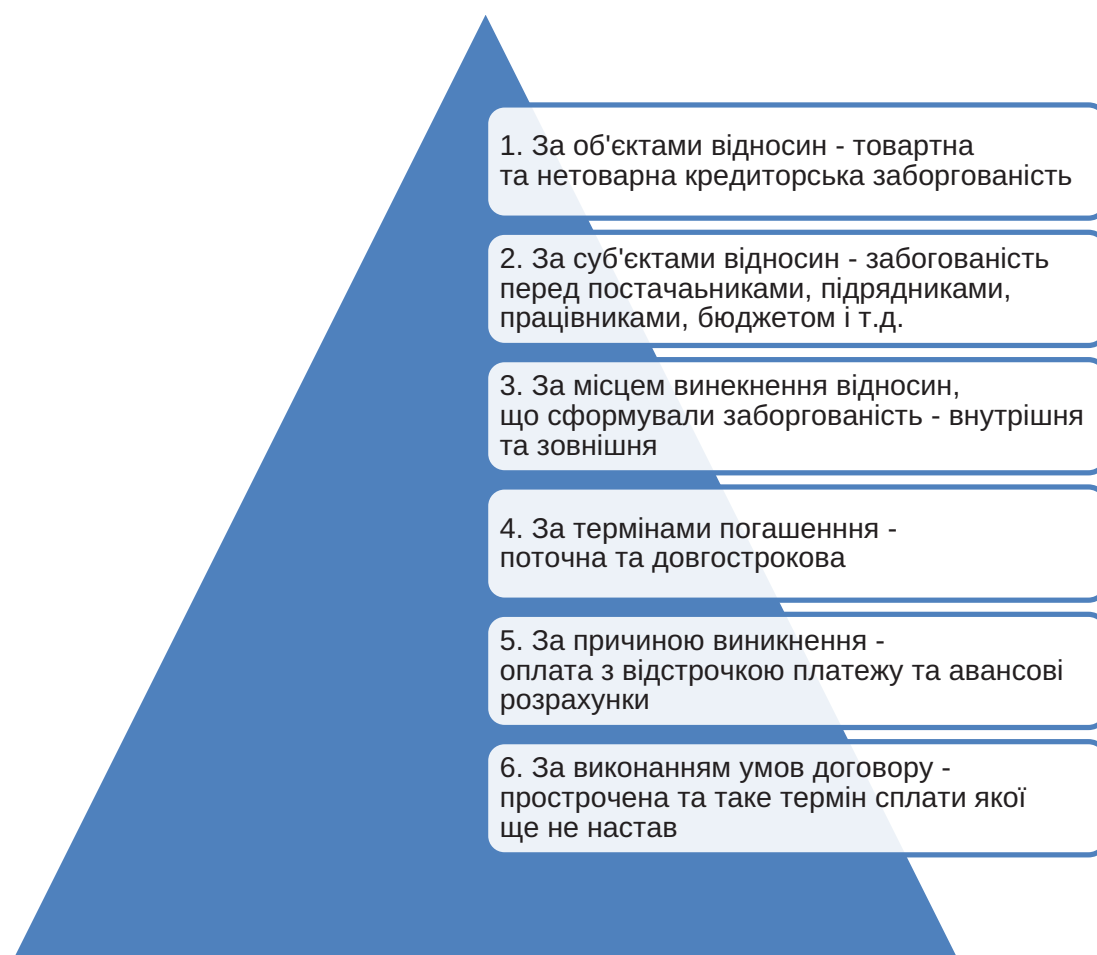 1. За об'єктами відносин - товартна
та нетоварна кредиторська заборгованість
2. За суб'єктами відносин - забогованість
перед постачаьниками, підрядниками,
працівниками, бюджетом і т.д.
3. За місцем винекнення відносин,
що сформували заборгованість - внутрішня
та зовнішня
4. За термінами погашенння -
поточна та довгострокова
5. За причиною виникнення -
оплата з відстрочкою платежу та авансові
розрахунки
6. За виконанням умов договору -
прострочена та таке термін сплати якої
ще не настав